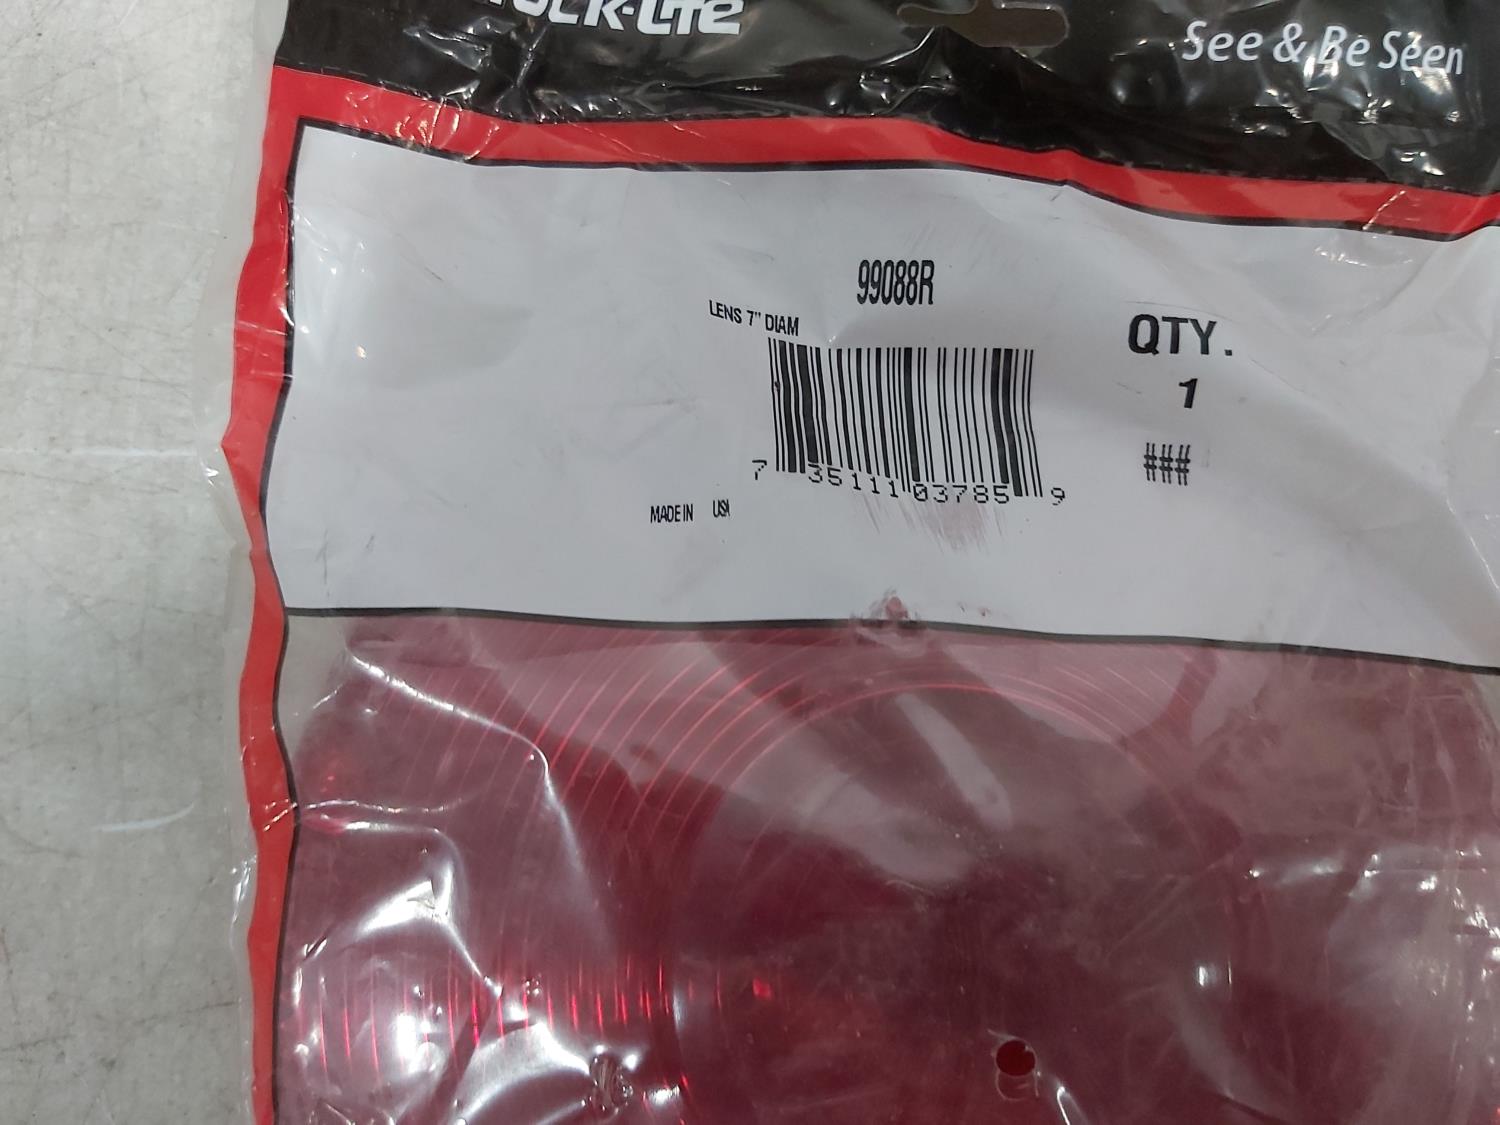 See & Be Seen
99088R
LENS 7" DIAM
QTY.
1
###
7 35111 03785 9
MADE IN USA